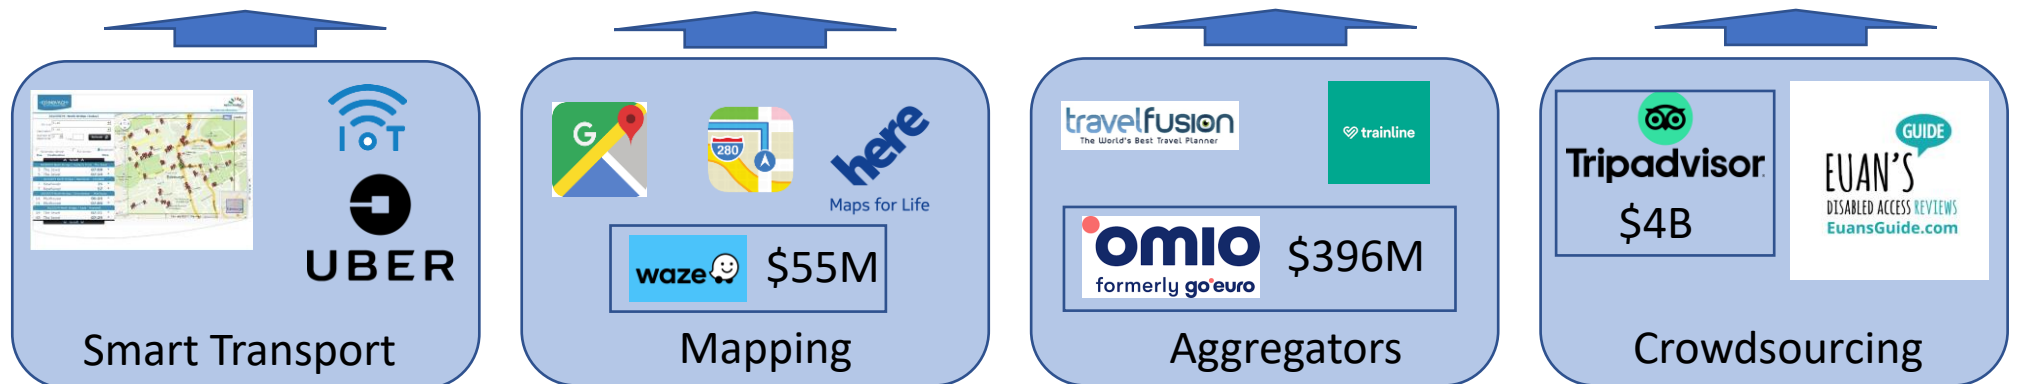 IoT
UBER
Smart Transport
G
280
here
Maps for Life
waze
$55M
Mapping
travelfusion
The World's Best Travel Planner
trainline
omio
formerly goeuro
$396M
Aggregators
Tripadvisor
$4B
GUIDE
EUAN'S
DISABLED ACCESS REVIEWS
EuansGuide.com
Crowdsourcing